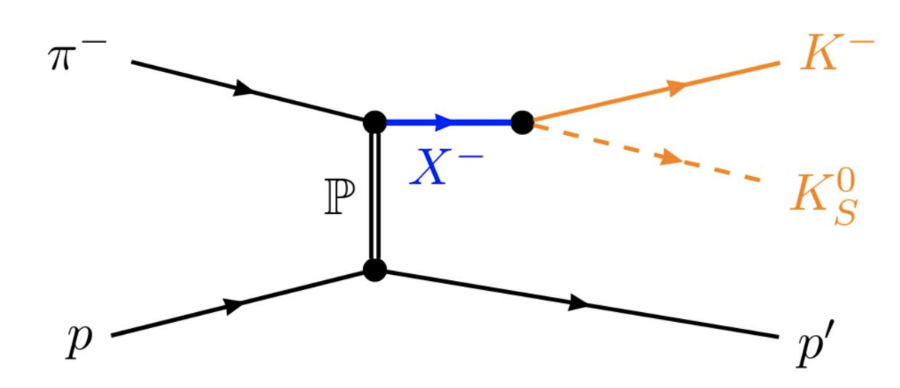 π⁻
K⁻
X⁻
ℙ
K⁰_S
p
p′